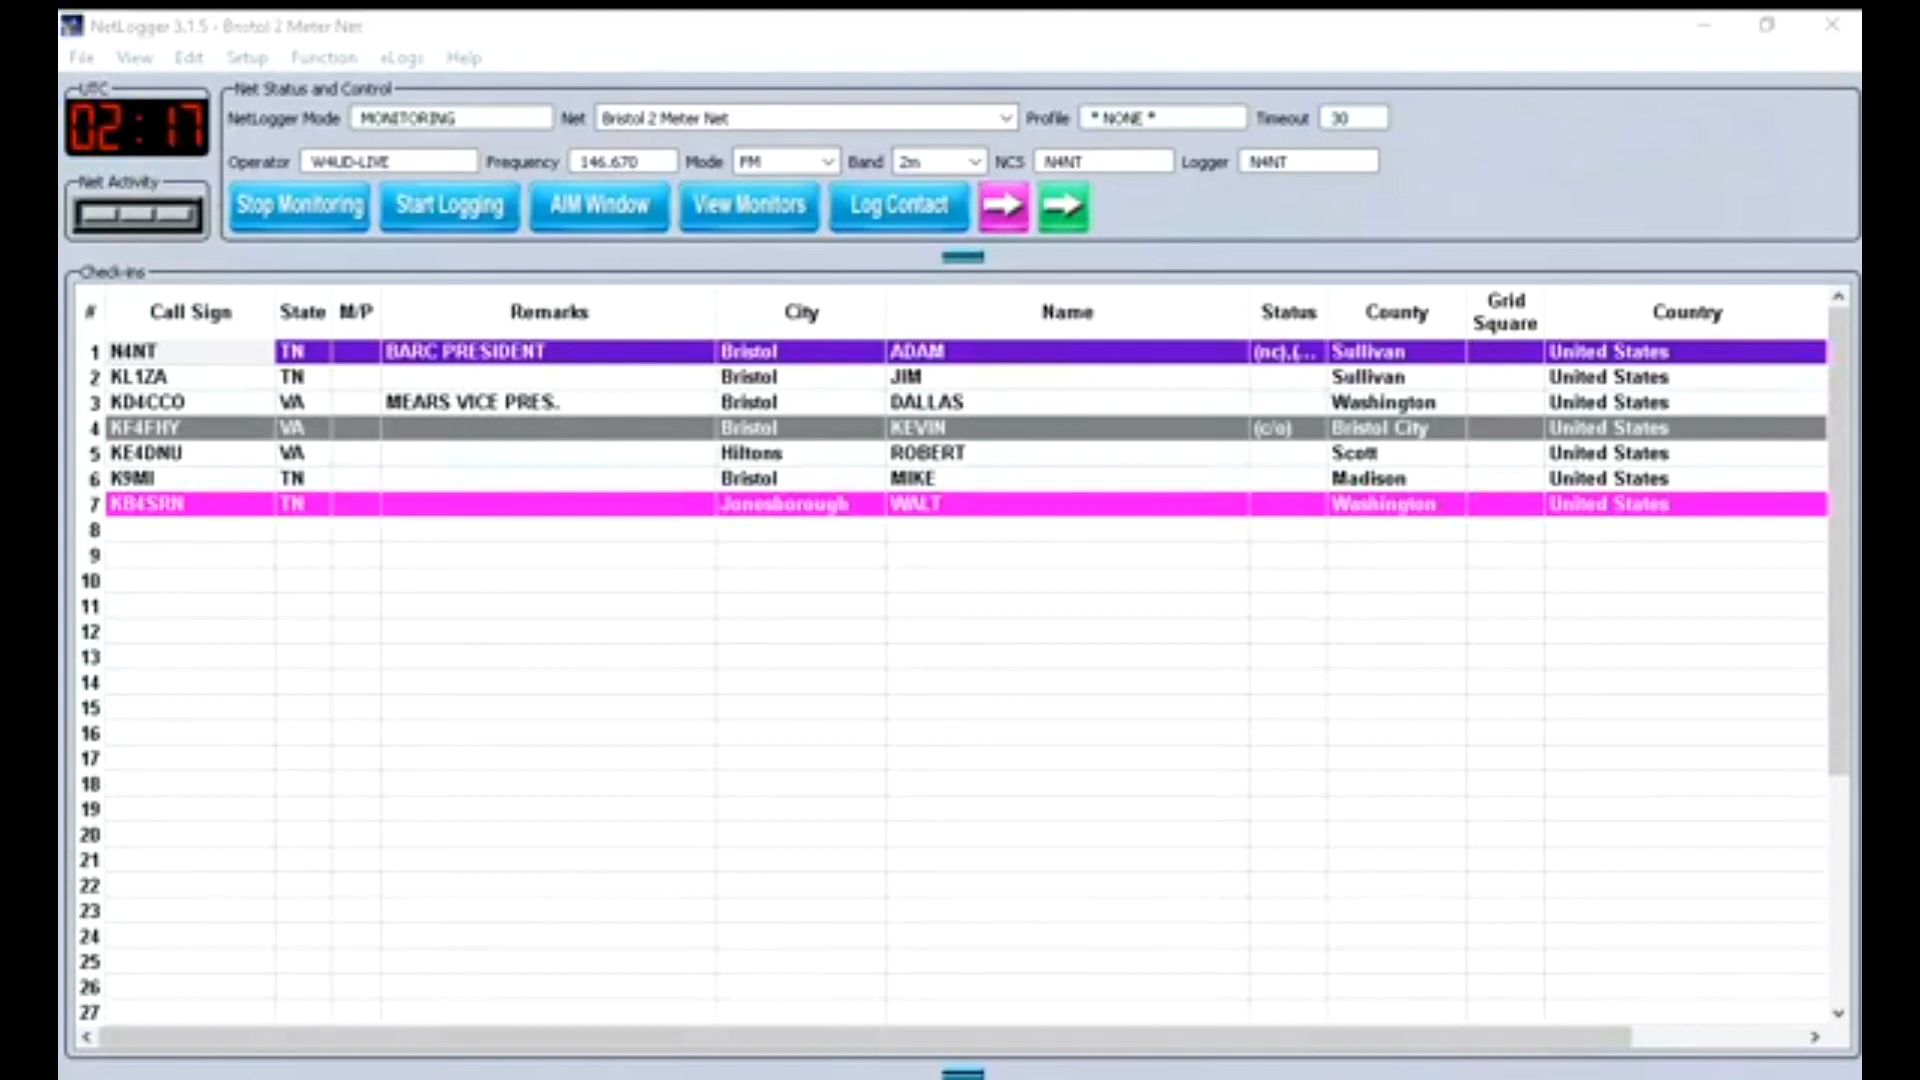 NetLogger 3.1.5 - Bristol 2 Meter Net
File View Edit Setup Function eLogs Help
UTC
02:17
Net Status and Control
NetLogger Mode MONITORING Net Bristol 2 Meter Net Profile * NONE * Timeout 30
Operator W4UD-LIVE Frequency 146.670 Mode FM Band 2m NCS N4NT Logger N4NT
Net Activity
Stop Monitoring Start Logging AIM Window View Monitors Log Contact
Check-ins
# Call Sign State M/P Remarks City Name Status County Grid Square Country
1 N4NT TN BARC PRESIDENT Bristol ADAM (nc),(... Sullivan United States
2 KL1ZA TN Bristol JIM Sullivan United States
3 KD4CCO VA MEARS VICE PRES. Bristol DALLAS Washington United States
4 VA Bristol KEVIN (c/o) Bristol City United States
5 KE4DNU VA Hiltons ROBERT Scott United States
6 K9MI TN Bristol MIKE Madison United States
7 KB4SRN TN Jonesborough WALT Washington United States
8
9
10
11
12
13
14
15
16
17
18
19
20
21
22
23
24
25
26
27